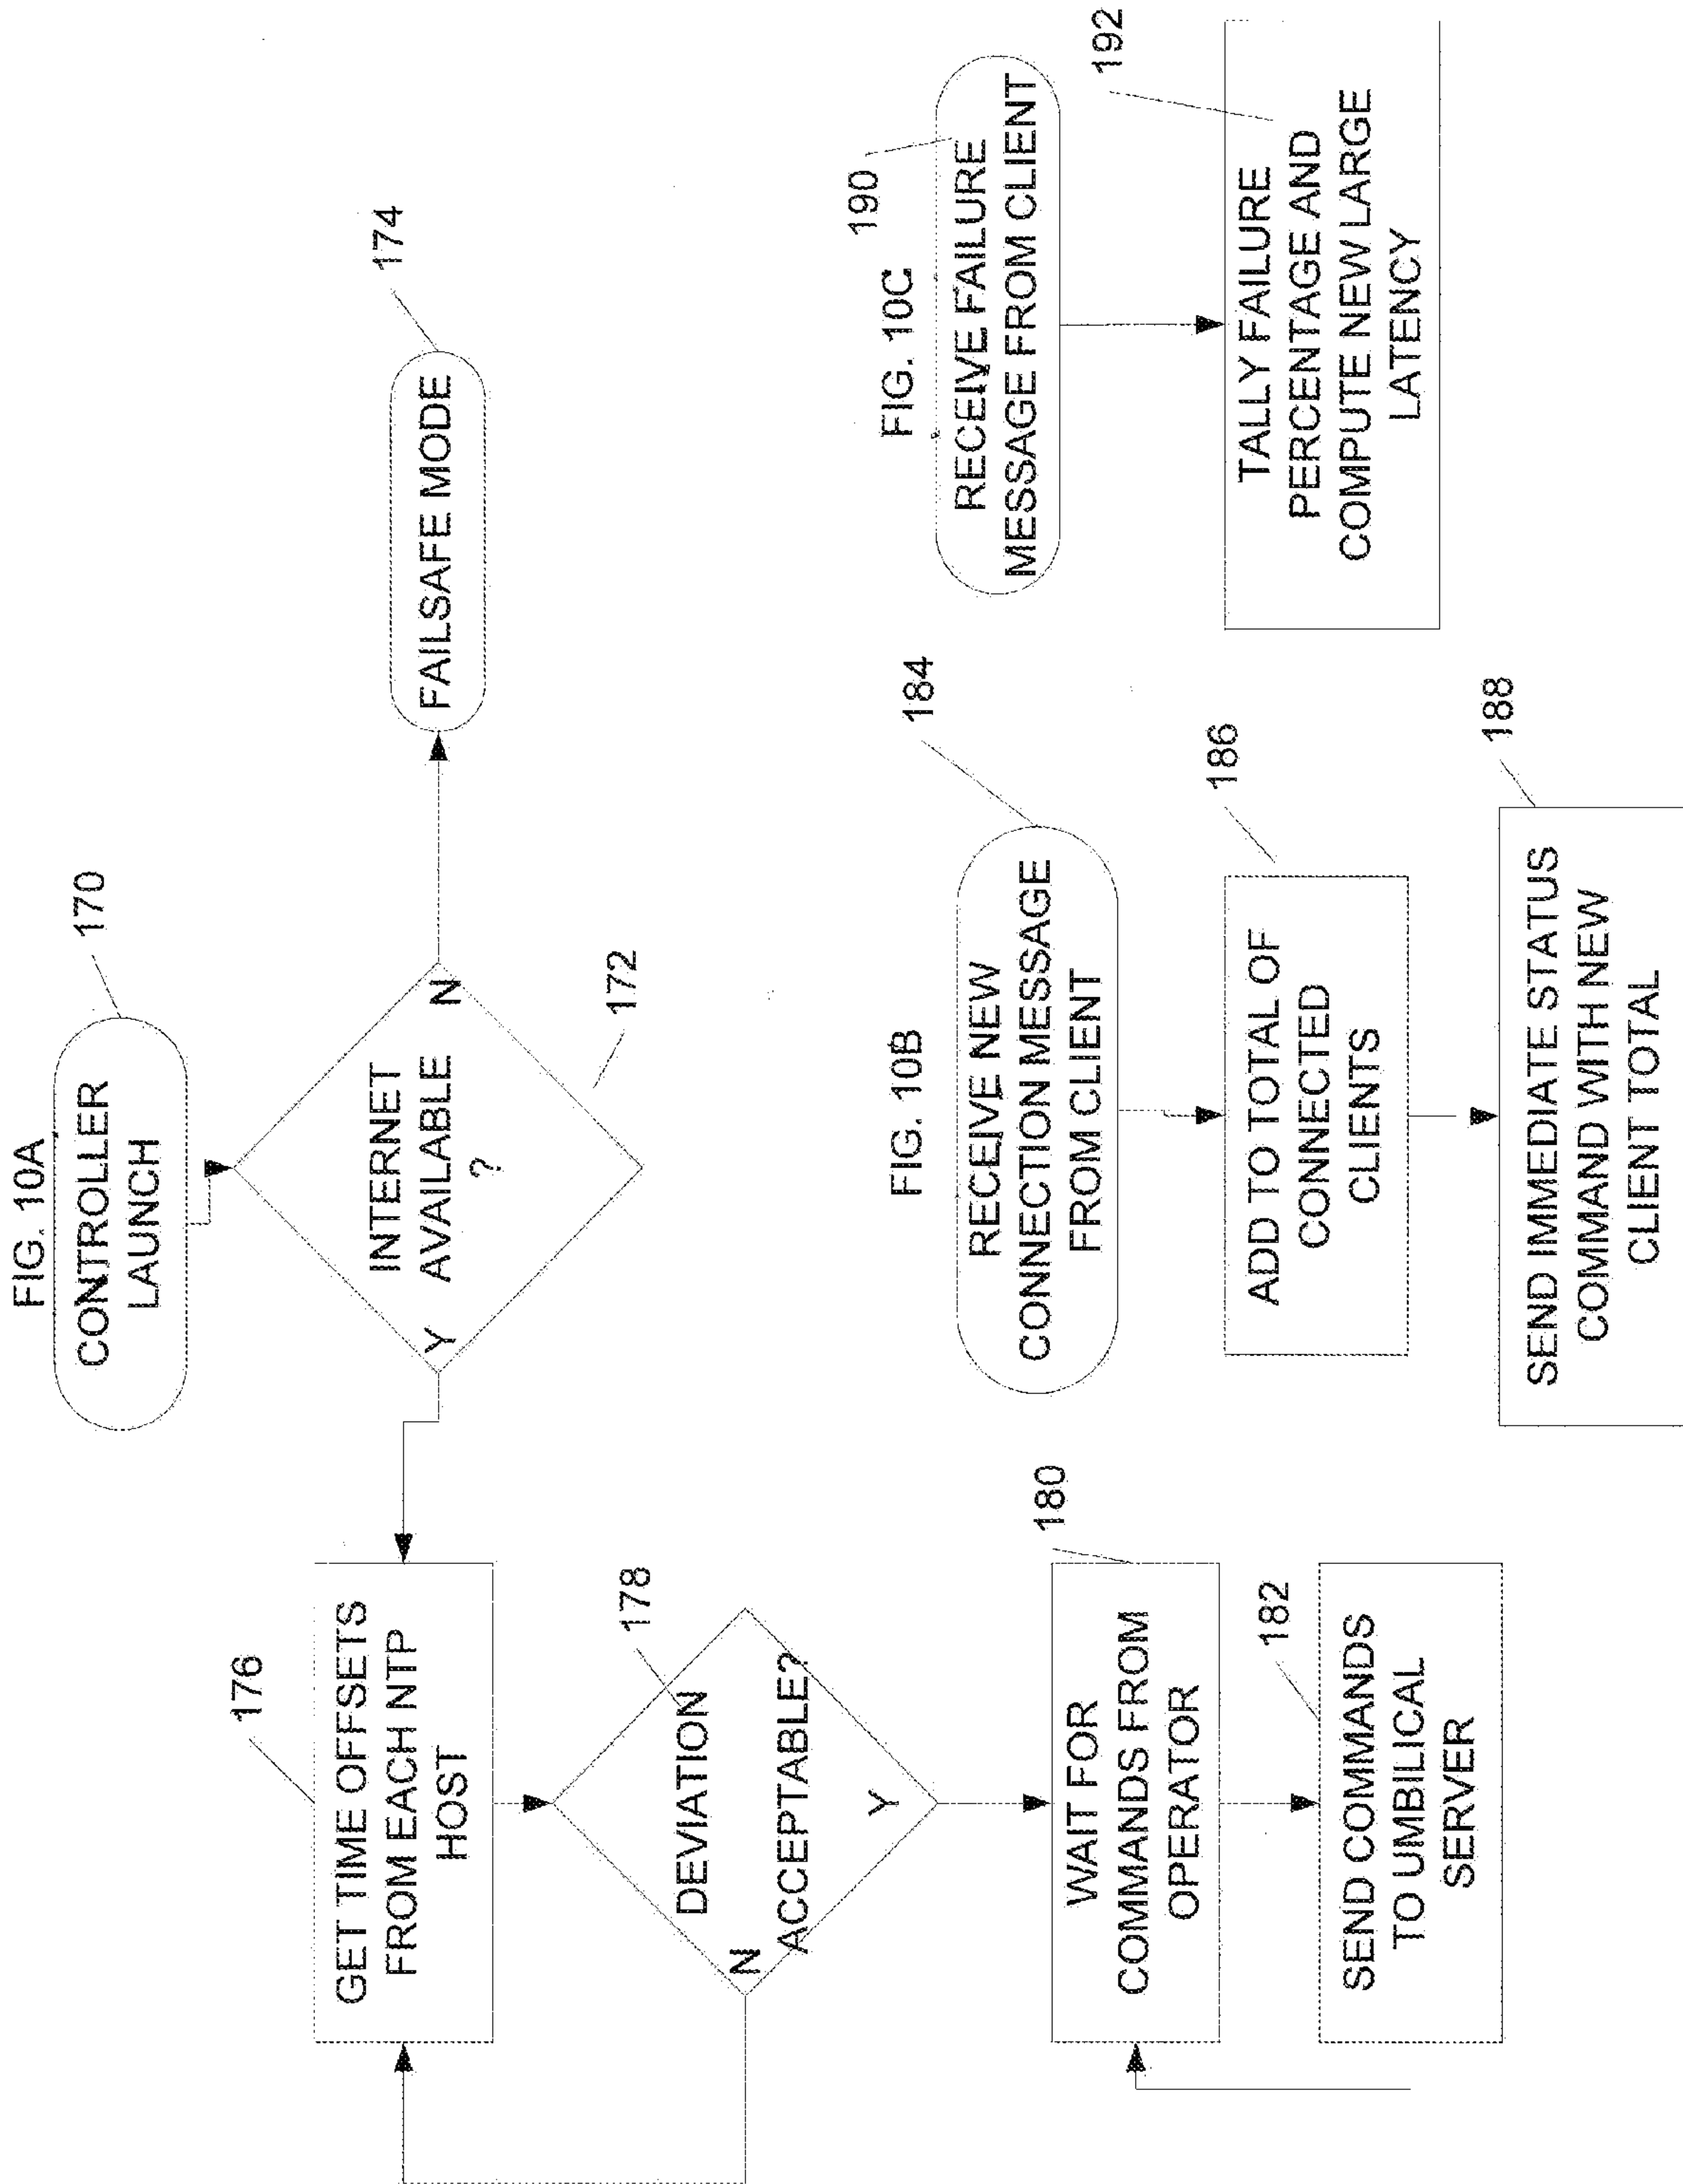 FIG. 10A
CONTROLLER
LAUNCH
170
INTERNET
AVAILABLE
?
Y
N
172
FAILSAFE MODE
174
176
GET TIME OFFSETS
FROM EACH NTP
HOST
178
DEVIATION
ACCEPTABLE?
N
Y
180
WAIT FOR
COMMANDS FROM
OPERATOR
182
SEND COMMANDS
TO UMBILICAL
SERVER
FIG. 10B
184
RECEIVE NEW
CONNECTION MESSAGE
FROM CLIENT
186
ADD TO TOTAL OF
CONNECTED
CLIENTS
188
SEND IMMEDIATE STATUS
COMMAND WITH NEW
CLIENT TOTAL
FIG. 10C
190
RECEIVE FAILURE
MESSAGE FROM CLIENT
192
TALLY FAILURE
PERCENTAGE AND
COMPUTE NEW LARGE
LATENCY